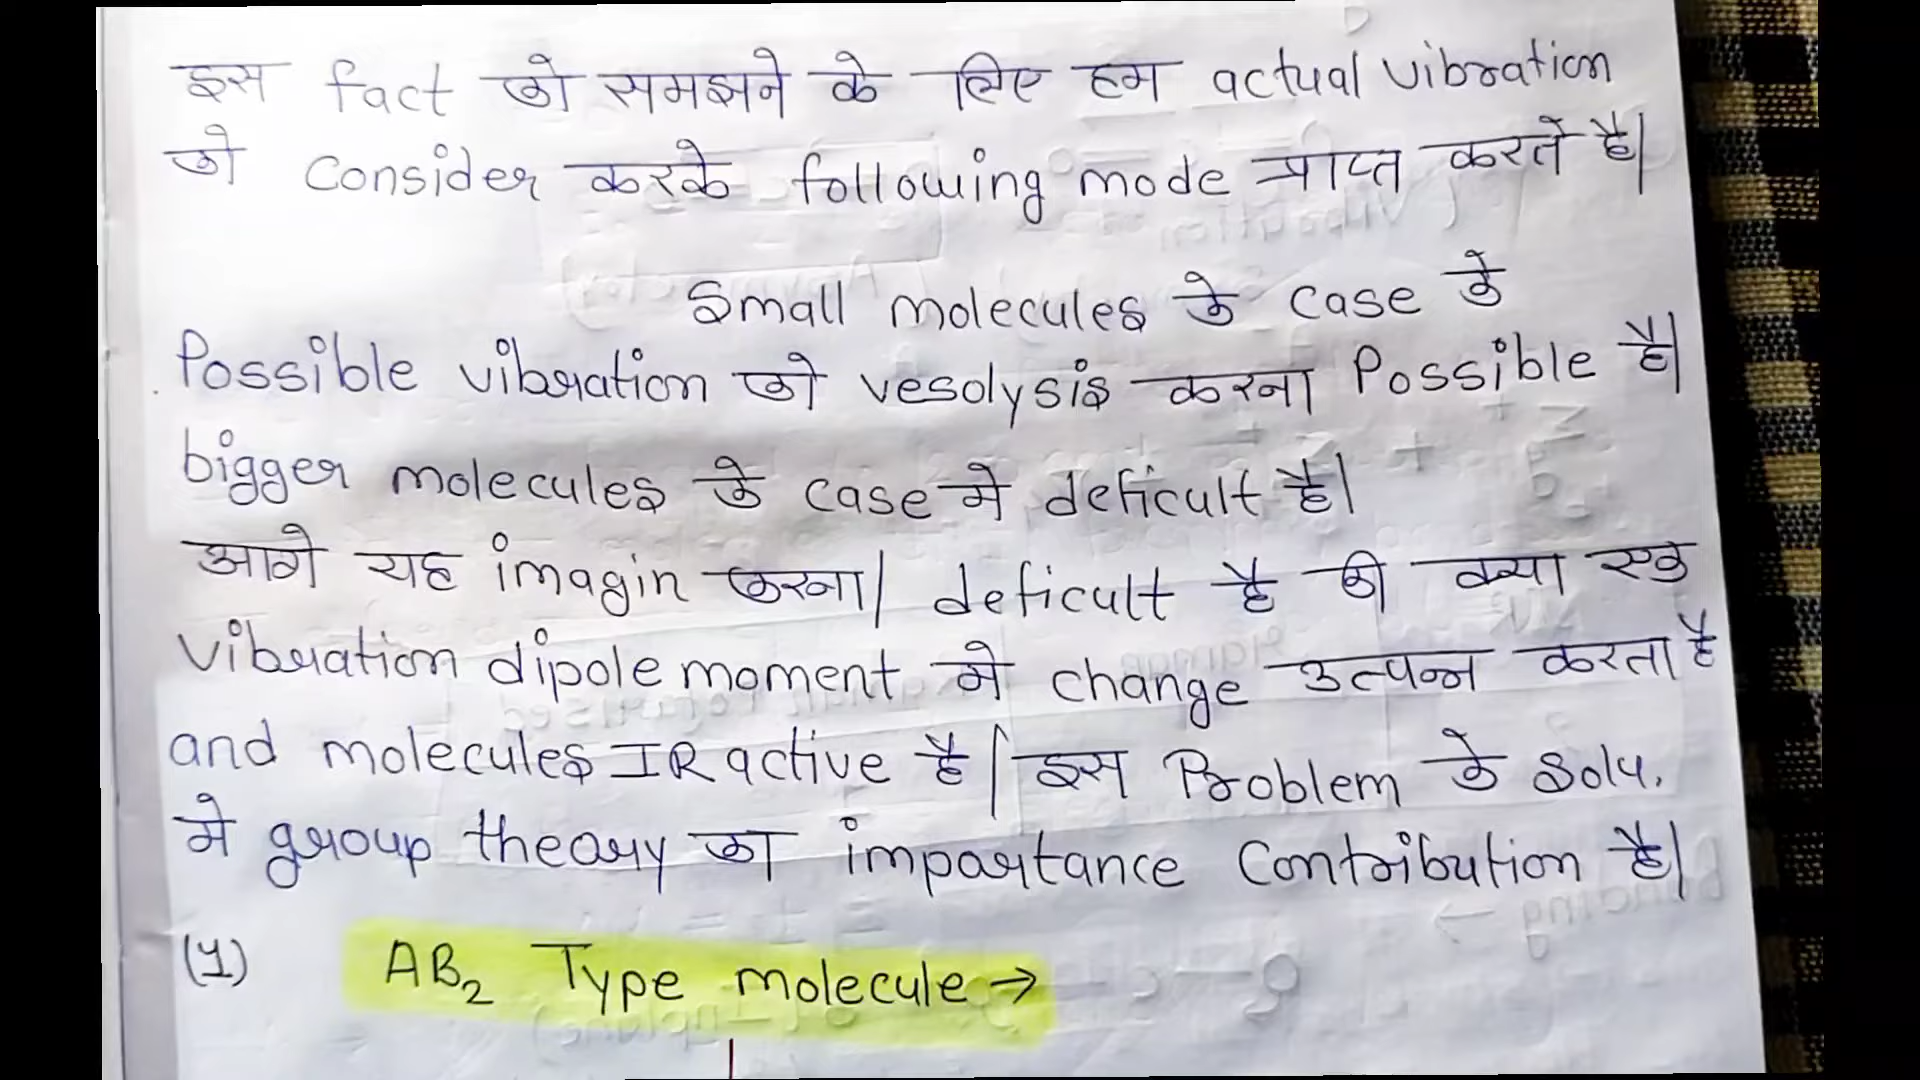 इस fact को समझने के लिए हम actual vibration
को Consider करके following mode प्राप्त करते है|
Small molecules के case के
Possible vibration को vesolysis करना Possible है|
bigger molecules के case मे deficult है|
आगे यह imagin करना| deficult है की क्या एक
vibration dipole moment मे change उत्पन्न करता है
and molecules IR active है| इस Problem के Solu.
मे group theory का importance Contribution है|
(1) AB₂ Type molecule →